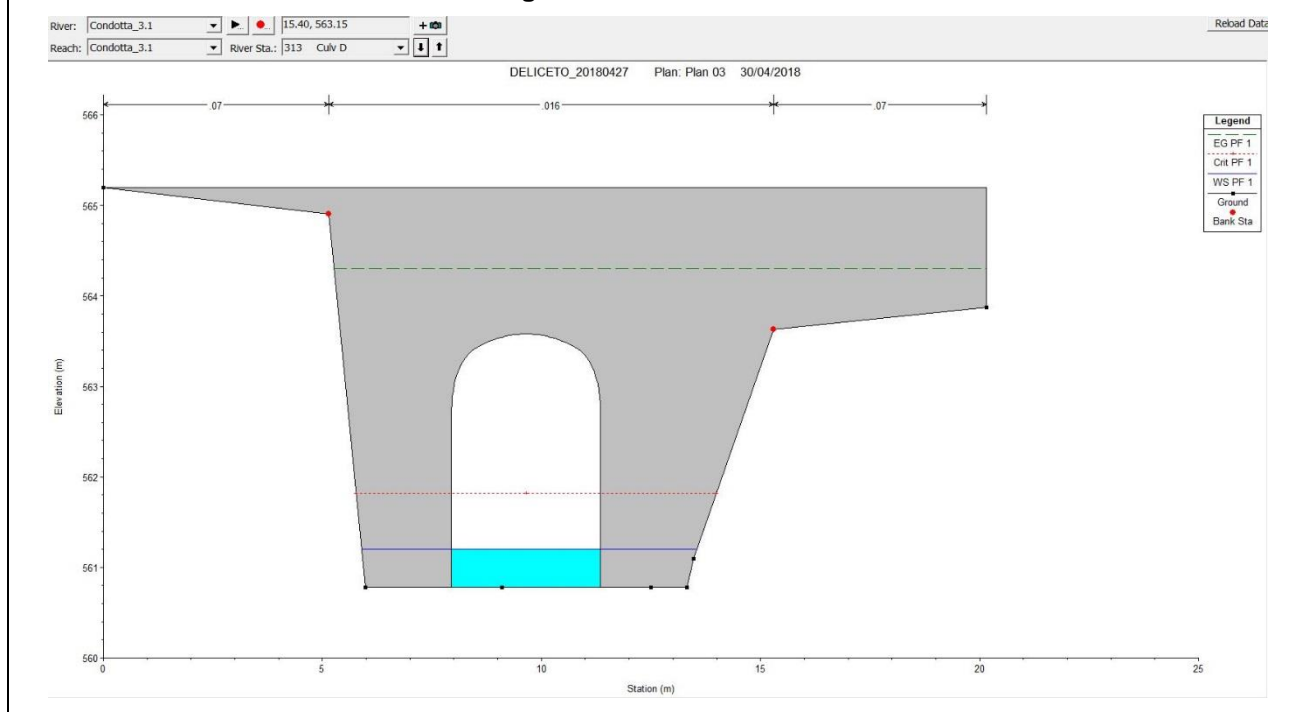 River: Condotta_3.1 15.40, 563.15 Reload Data
Reach: Condotta_3.1 River Sta.: 313 Culv D
DELICETO_20180427 Plan: Plan 03 30/04/2018
.07 .016 .07
Legend
EG PF 1
Crit PF 1
WS PF 1
Ground
Bank Sta
566
565
564
563
562
561
560
Elevation (m)
0 5 10 15 20 25
Station (m)